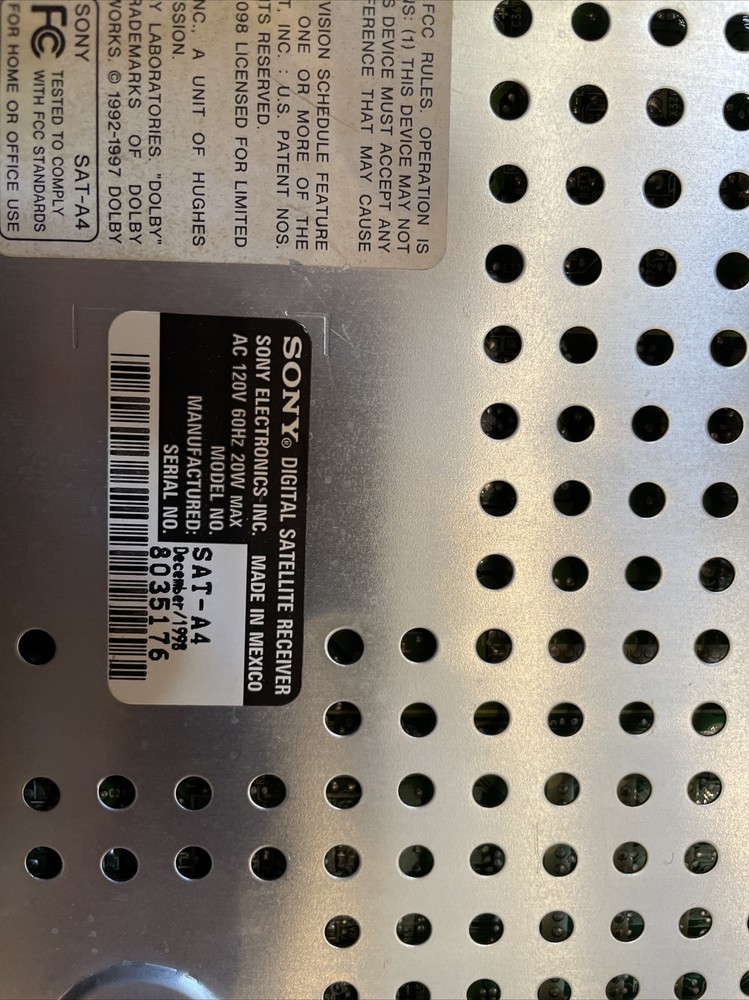 FCC RULES. OPERATION IS
NS: (1) THIS DEVICE MAY NOT
S DEVICE MUST ACCEPT ANY
FERENCE THAT MAY CAUSE
VISION SCHEDULE FEATURE
ONE OR MORE OF THE
T, INC.: U.S. PATENT NOS.
TS RESERVED.
098 LICENSED FOR LIMITED
NC., A UNIT OF HUGHES
SSION.
Y LABORATORIES. "DOLBY"
RADEMARKS OF DOLBY
WORKS. © 1992-1997 DOLBY
SONY SAT-A4
FC TESTED TO COMPLY
WITH FCC STANDARDS
FOR HOME OR OFFICE USE
SONY® DIGITAL SATELLITE RECEIVER
SONY ELECTRONICS INC. MADE IN MEXICO
AC 120V 60HZ 20W MAX
MODEL NO. SAT-A4
MANUFACTURED: December/1998
SERIAL NO. 8035176